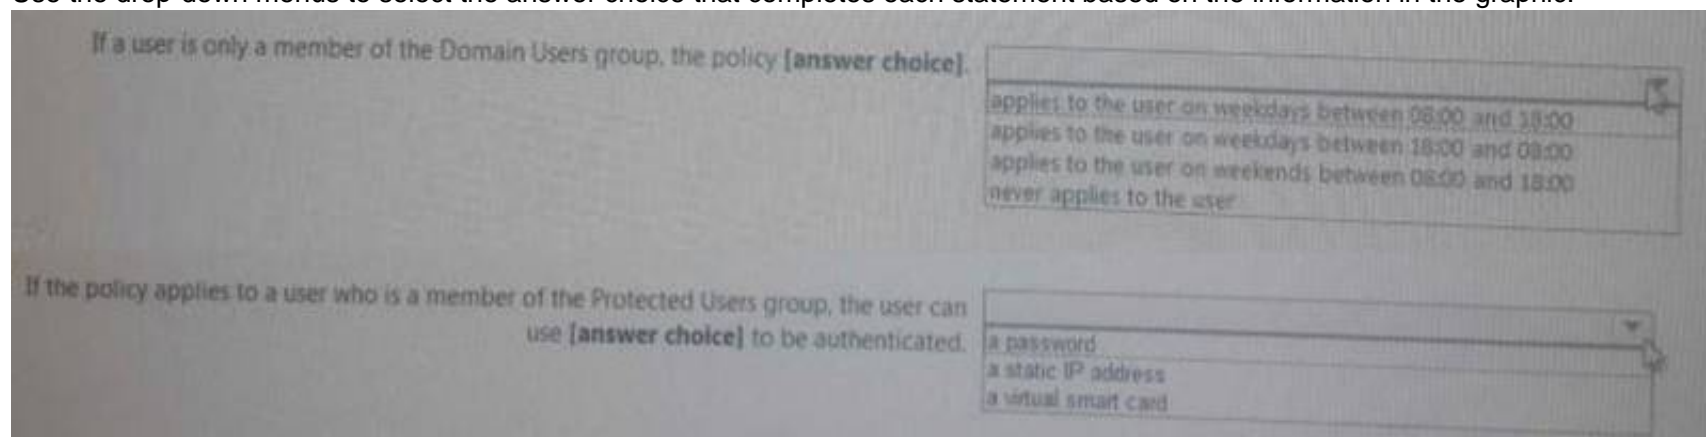 Use the drop-down menus to select the answer choice that completes each statement based on the information in the graphic.
If a user is only a member of the Domain Users group, the policy [answer choice].
applies to the user on weekdays between 08:00 and 18:00
applies to the user on weekdays between 18:00 and 08:00
applies to the user on weekends between 08:00 and 18:00
never applies to the user
If the policy applies to a user who is a member of the Protected Users group, the user can
use [answer choice] to be authenticated.
a password
a static IP address
a virtual smart card